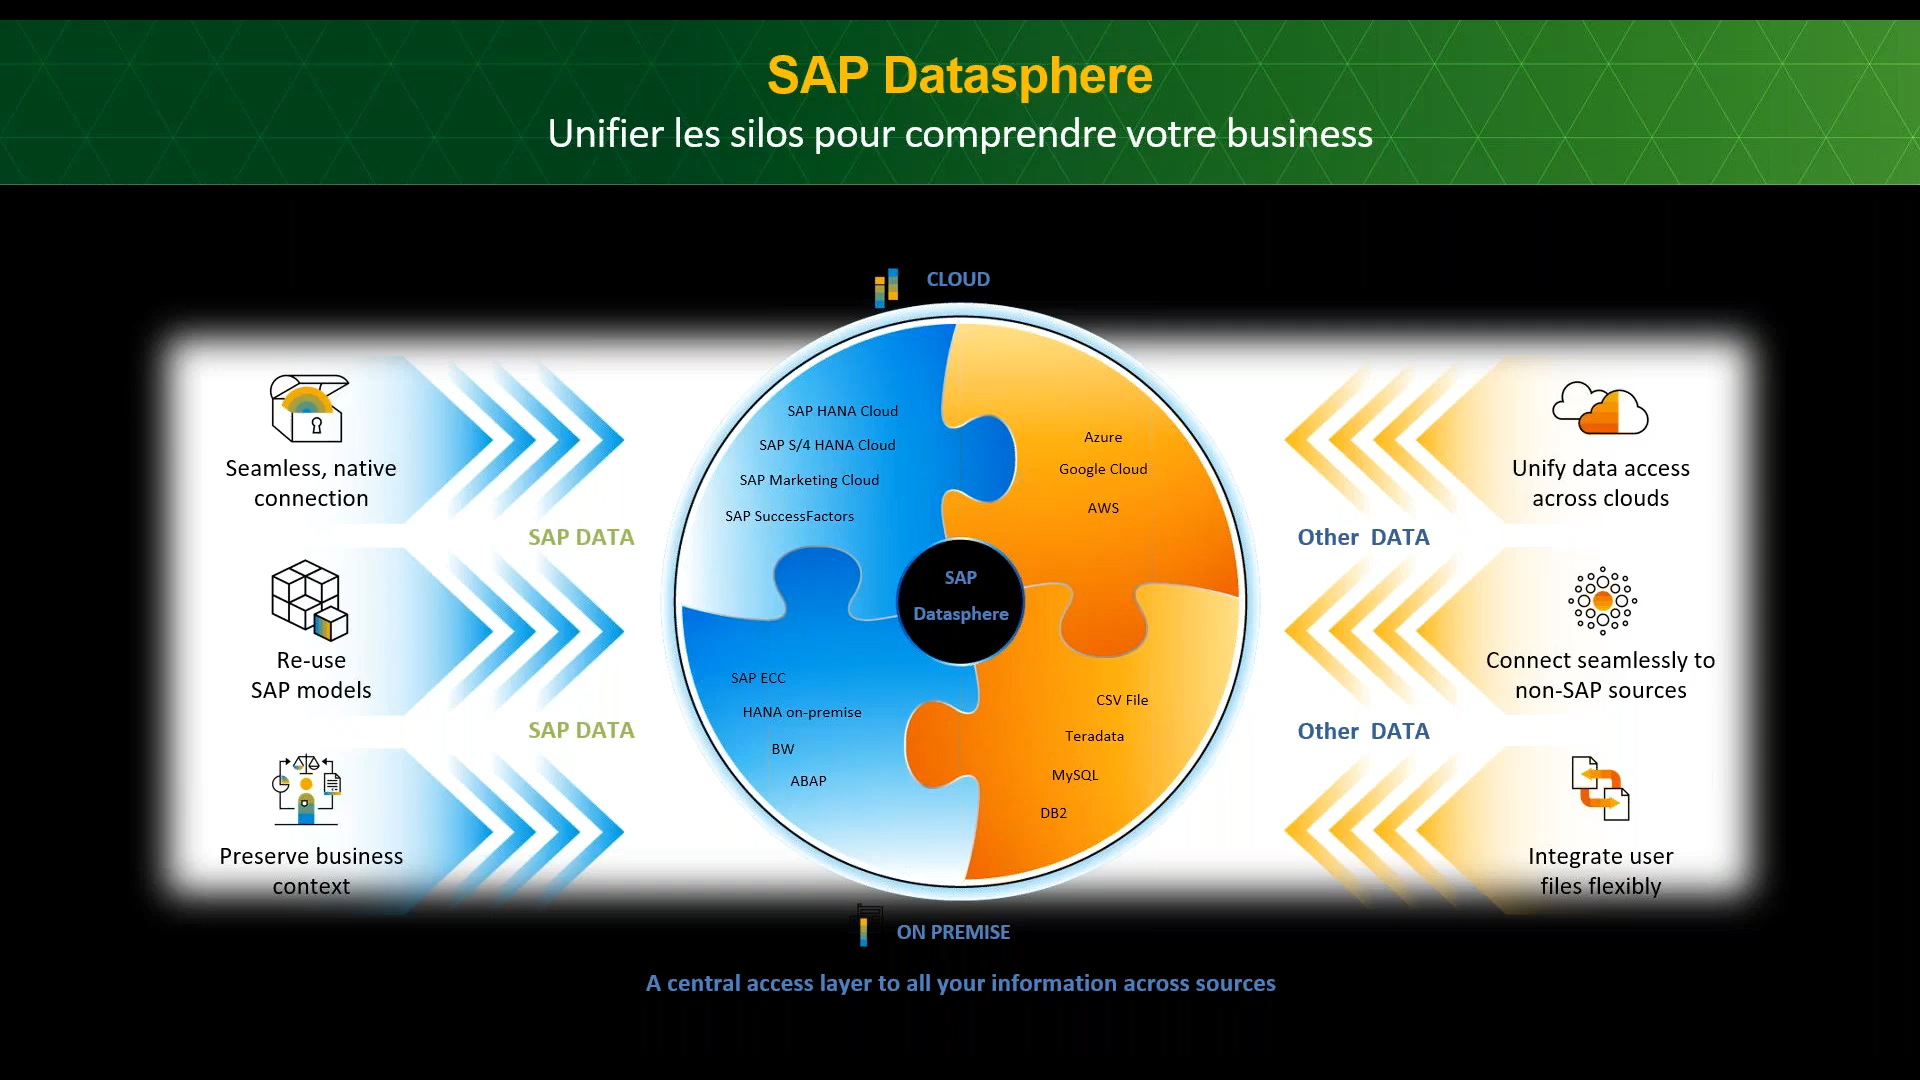 SAP Datasphere
Unifier les silos pour comprendre votre business
CLOUD
Seamless, native
connection
SAP DATA
Re-use
SAP models
SAP DATA
Preserve business
context
SAP HANA Cloud
SAP S/4 HANA Cloud
SAP Marketing Cloud
SAP SuccessFactors
Azure
Google Cloud
AWS
SAP
Datasphere
SAP ECC
HANA on-premise
BW
ABAP
CSV File
Teradata
MySQL
DB2
Unify data access
across clouds
Other DATA
Connect seamlessly to
non-SAP sources
Other DATA
Integrate user
files flexibly
ON PREMISE
A central access layer to all your information across sources